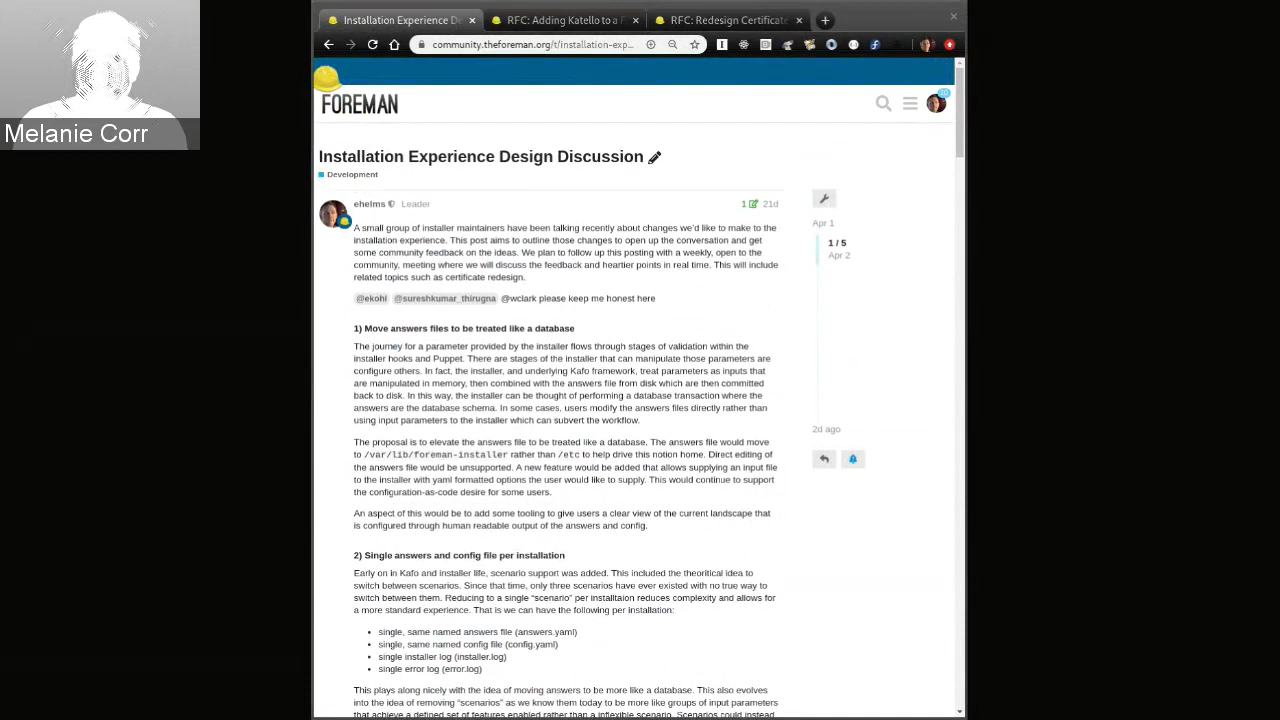 Installation Experience De
RFC: Adding Katello to a
RFC: Redesign Certificate
community.theforeman.org/t/installation-exp...
Melanie Corr
FOREMAN
Installation Experience Design Discussion
Development
ehelms Leader
1 21d
A small group of installer maintainers have been talking recently about changes we'd like to make to the
installation experience. This post aims to outline those changes to open up the conversation and get
some community feedback on the ideas. We plan to follow up this posting with a weekly, open to the
community, meeting where we will discuss the feedback and heartier points in real time. This will include
related topics such as certificate redesign.
@ekohl @sureshkumar_thirugna @wclark please keep me honest here
1) Move answers files to be treated like a database
The journey for a parameter provided by the installer flows through stages of validation within the
installer hooks and Puppet. There are stages of the installer that can manipulate those parameters are
configure others. In fact, the installer, and underlying Kafo framework, treat parameters as inputs that
are manipulated in memory, then combined with the answers file from disk which are then committed
back to disk. In this way, the installer can be thought of performing a database transaction where the
answers are the database schema. In some cases, users modify the answers files directly rather than
using input parameters to the installer which can subvert the workflow.
The proposal is to elevate the answers file to be treated like a database. The answers file would move
to /var/lib/foreman-installer rather than /etc to help drive this notion home. Direct editing of
the answers file would be unsupported. A new feature would be added that allows supplying an input file
to the installer with yaml formatted options the user would like to supply. This would continue to support
the configuration-as-code desire for some users.
An aspect of this would be to add some tooling to give users a clear view of the current landscape that
is configured through human readable output of the answers and config.
2) Single answers and config file per installation
Early on in Kafo and installer life, scenario support was added. This included the theoritical idea to
switch between scenarios. Since that time, only three scenarios have ever existed with no true way to
switch between them. Reducing to a single “scenario” per installtaion reduces complexity and allows for
a more standard experience. That is we can have the following per installation:
• single, same named answers file (answers.yaml)
• single, same named config file (config.yaml)
• single installer log (installer.log)
• single error log (error.log)
This plays along nicely with the idea of moving answers to be more like a database. This also evolves
into the idea of removing “scenarios” as we know them today to be more like groups of input parameters
that achieve a defined set of features enabled rather than a inflexible scenario. Scenarios could instead
Apr 1
1 / 5
Apr 2
2d ago